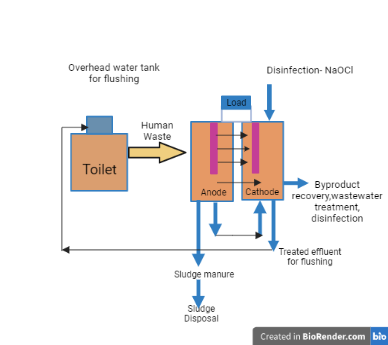 Overhead water tank
for flushing
Disinfection- NaOCl
Load
Human
Waste
Toilet
Anode
Cathode
Byproduct
recovery,wastewater
treatment,
disinfection
Treated effluent
for flushing
Sludge manure
Sludge
Disposal
Created in BioRender.com bio